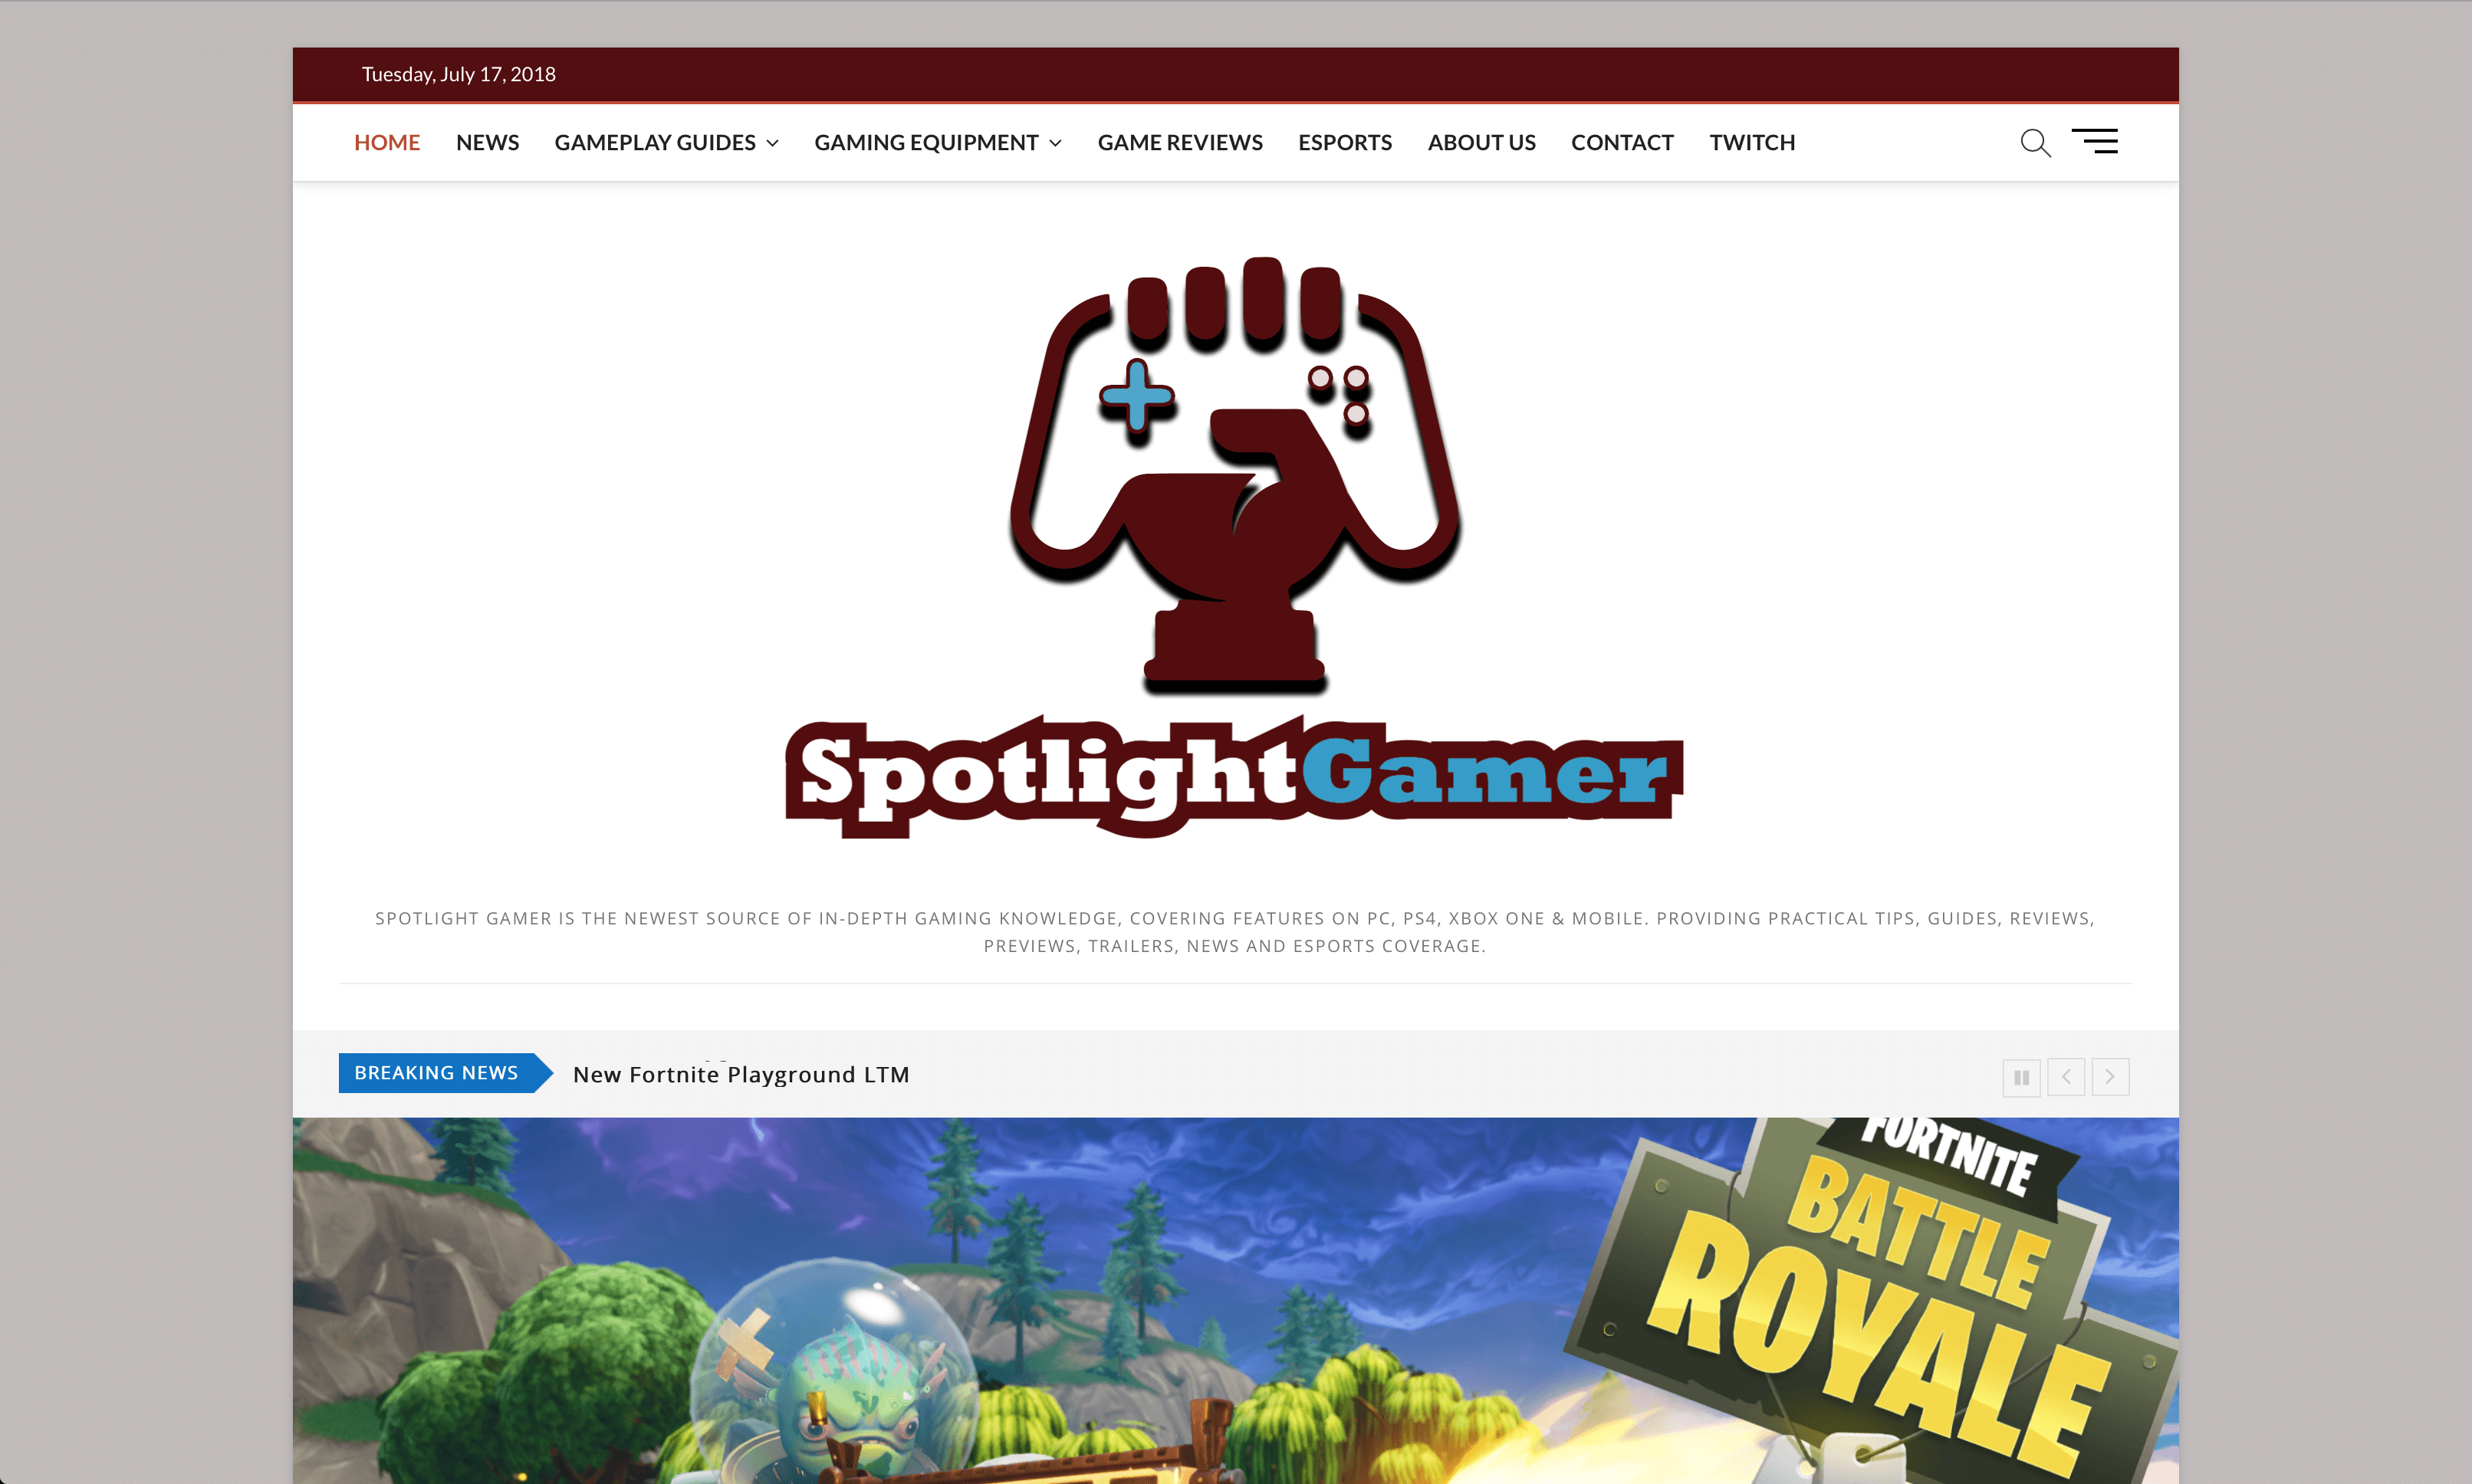 Tuesday, July 17, 2018
HOME NEWS GAMEPLAY GUIDES GAMING EQUIPMENT GAME REVIEWS ESPORTS ABOUT US CONTACT TWITCH
SpotlightGamer
SPOTLIGHT GAMER IS THE NEWEST SOURCE OF IN-DEPTH GAMING KNOWLEDGE, COVERING FEATURES ON PC, PS4, XBOX ONE & MOBILE. PROVIDING PRACTICAL TIPS, GUIDES, REVIEWS,
PREVIEWS, TRAILERS, NEWS AND ESPORTS COVERAGE.
BREAKING NEWS New Fortnite Playground LTM
FORTNITE
BATTLE
ROYALE